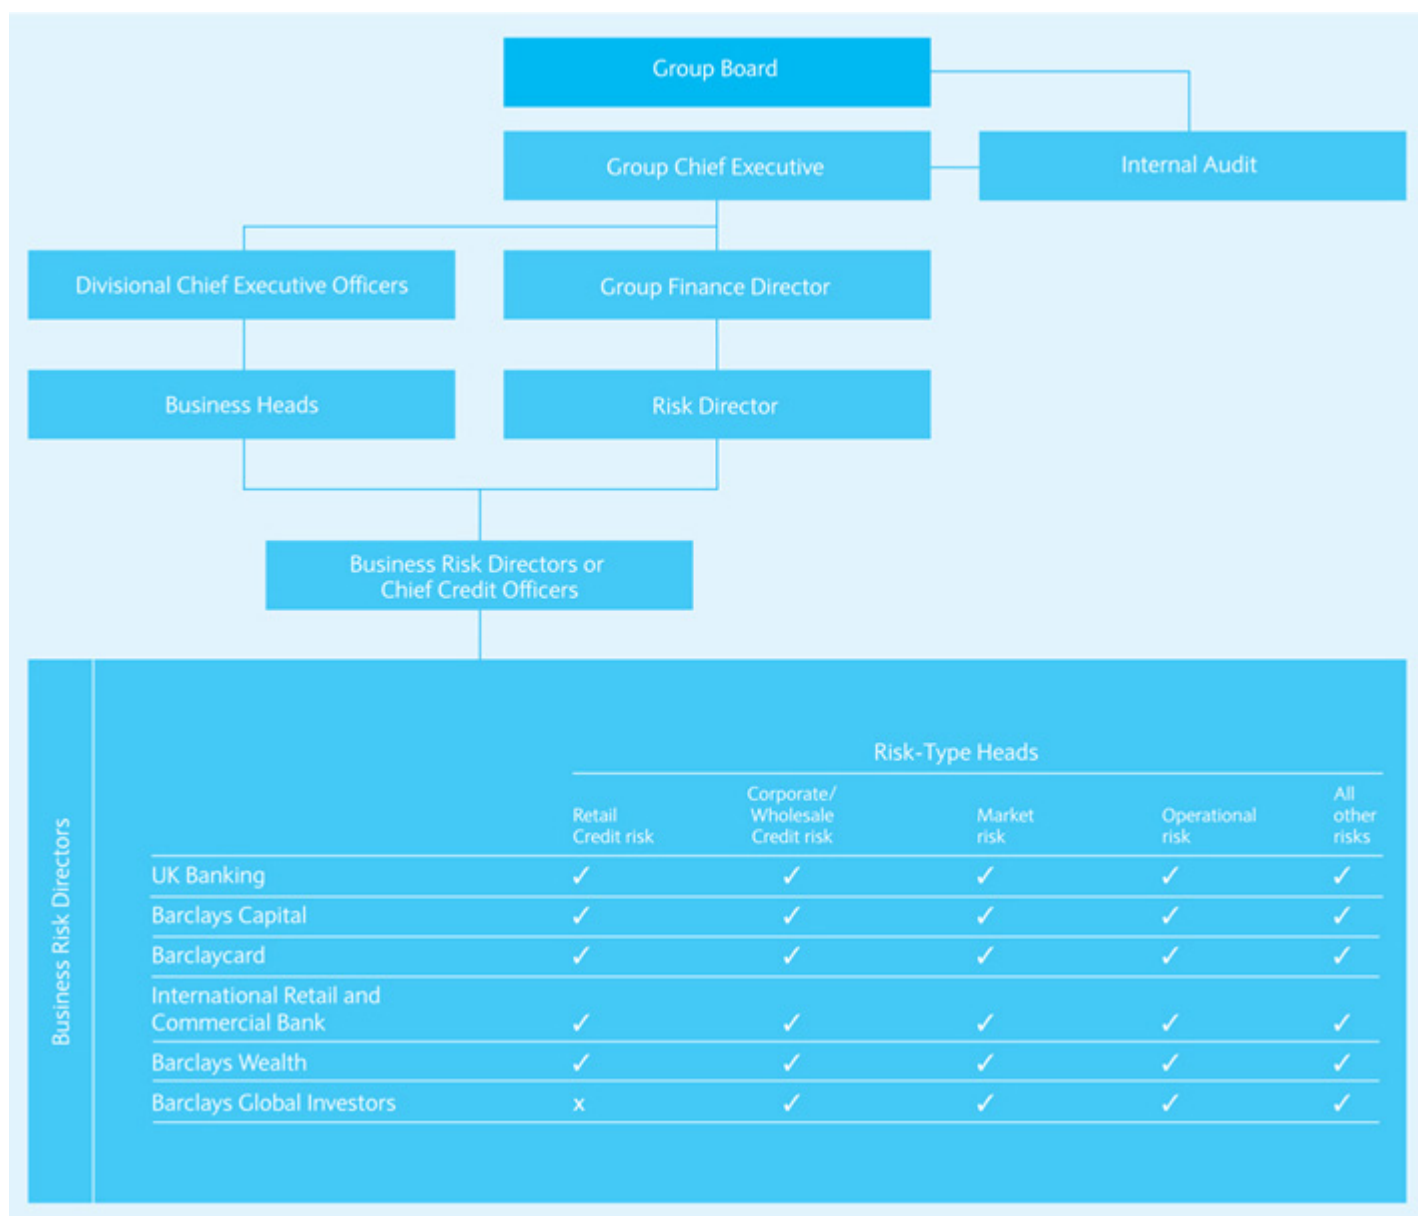 Group Board
Group Chief Executive
Internal Audit
Divisional Chief Executive Officers
Group Finance Director
Business Heads
Risk Director
Business Risk Directors or
Chief Credit Officers
Business Risk Directors
Risk-Type Heads
Retail
Credit risk
Corporate/
Wholesale
Credit risk
Market
risk
Operational
risk
All
other
risks
UK Banking ✓ ✓ ✓ ✓ ✓
Barclays Capital ✓ ✓ ✓ ✓ ✓
Barclaycard ✓ ✓ ✓ ✓ ✓
International Retail and
Commercial Bank ✓ ✓ ✓ ✓ ✓
Barclays Wealth ✓ ✓ ✓ ✓ ✓
Barclays Global Investors x ✓ ✓ ✓ ✓